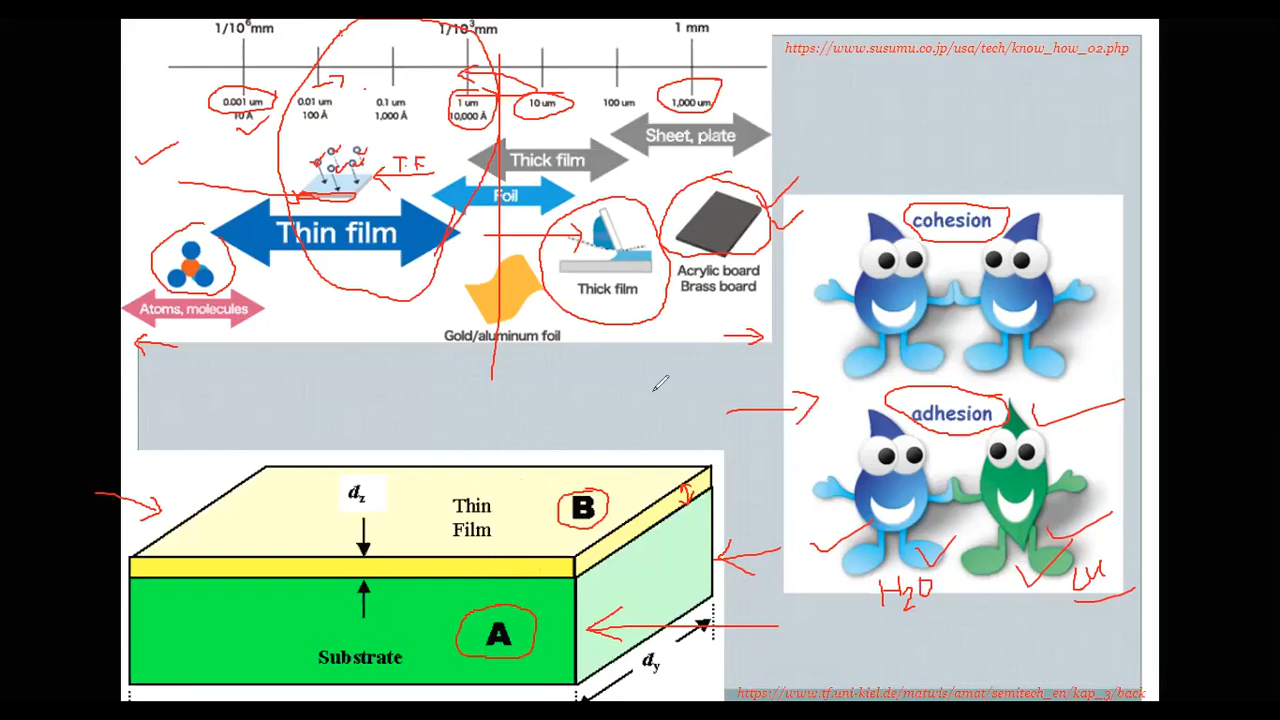 1/10⁶mm 1/10³mm 1 mm
https://www.susumu.co.jp/usa/tech/know_how_02.php
0.001 um 0.01 um 0.1 um 1 um 10 um 100 um 1,000 um
10 Å 100 Å 1,000 Å 10,000 Å
Sheet, plate
Thick film
T.F
Foil
Thin film
Acrylic board
Brass board
Thick film
Atoms, molecules
Gold/aluminum foil
cohesion
adhesion
H₂O
dz
Thin
Film
B
A
Substrate
dy
https://www.tf.uni-kiel.de/matwis/amat/semitech_en/kap_3/back